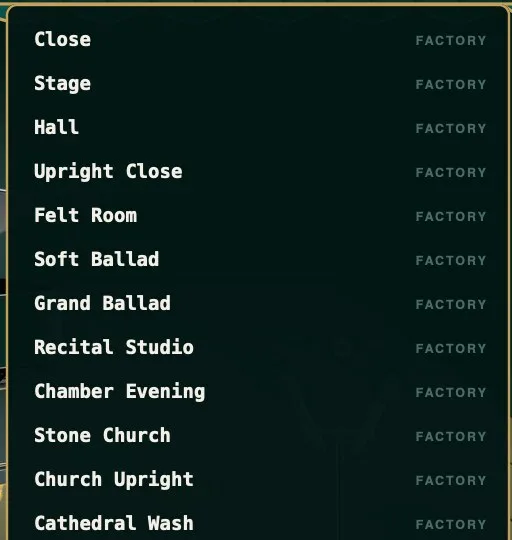 Close FACTORY
Stage FACTORY
Hall FACTORY
Upright Close FACTORY
Felt Room FACTORY
Soft Ballad FACTORY
Grand Ballad FACTORY
Recital Studio FACTORY
Chamber Evening FACTORY
Stone Church FACTORY
Church Upright FACTORY
Cathedral Wash FACTORY